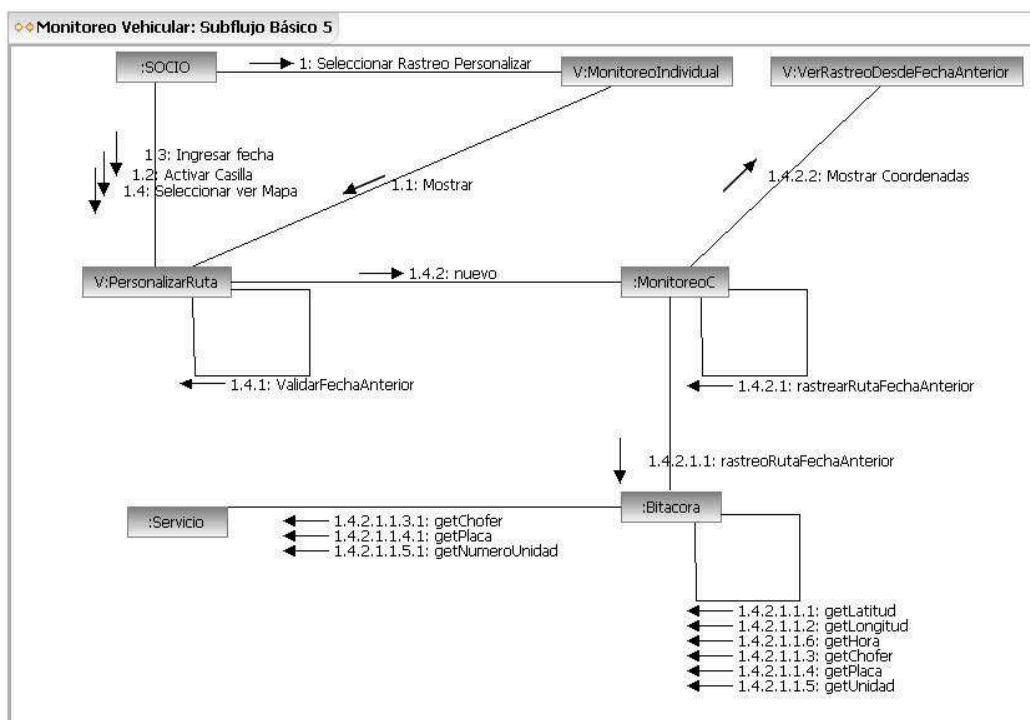 Monitoreo Vehicular: Subflujo Básico 5
:SOCIO
1: Seleccionar Rastreo Personalizar
V:MonitoreoIndividual
V:VerRastreoDesdeFechaAnterior
1.3: Ingresar fecha
1.2: Activar Casilla
1.4: Seleccionar ver Mapa
1.1: Mostrar
1.4.2.2: Mostrar Coordenadas
V:PersonalizarRuta
1.4.2: nuevo
:MonitoreoC
1.4.1: ValidarFechaAnterior
1.4.2.1: rastrearRutaFechaAnterior
1.4.2.1.1: rastreoRutaFechaAnterior
:Servicio
:Bitacora
1.4.2.1.1.3.1: getChofer
1.4.2.1.1.4.1: getPlaca
1.4.2.1.1.5.1: getNumeroUnidad
1.4.2.1.1.1: getLatitud
1.4.2.1.1.2: getLongitud
1.4.2.1.1.6: getHora
1.4.2.1.1.3: getChofer
1.4.2.1.1.4: getPlaca
1.4.2.1.1.5: getUnidad